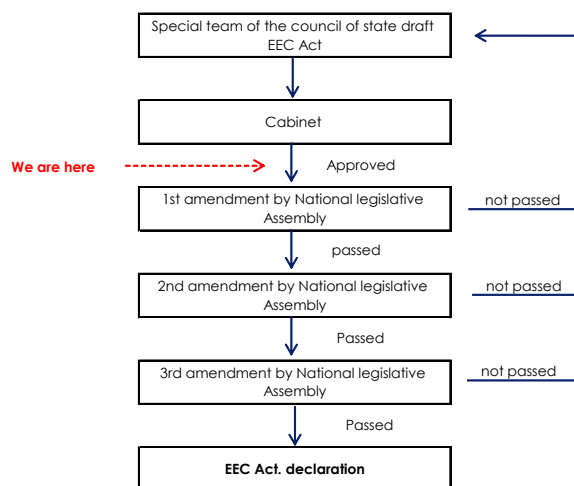 Special team of the council of state draft
EEC Act
Cabinet
We are here
Approved
1st amendment by National legislative
Assembly
not passed
passed
2nd amendment by National legislative
Assembly
not passed
Passed
3rd amendment by National legislative
Assembly
not passed
Passed
EEC Act. declaration